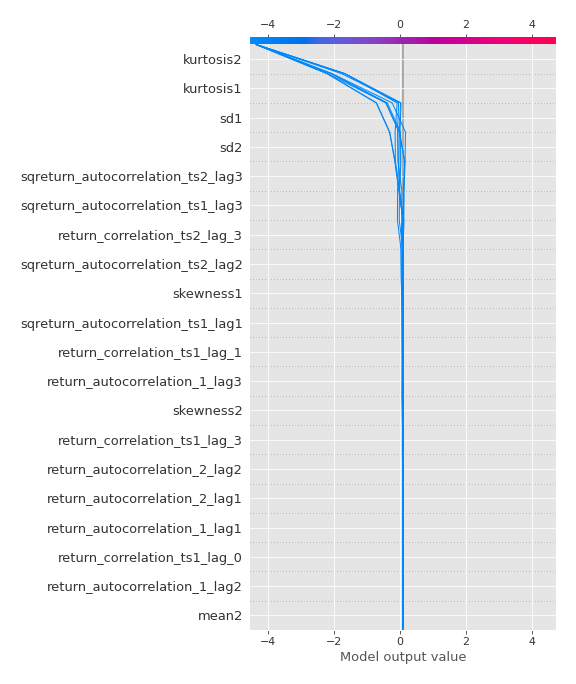 −4 −2 0 2 4
kurtosis2
kurtosis1
sd1
sd2
sqreturn_autocorrelation_ts2_lag3
sqreturn_autocorrelation_ts1_lag3
return_correlation_ts2_lag_3
sqreturn_autocorrelation_ts2_lag2
skewness1
sqreturn_autocorrelation_ts1_lag1
return_correlation_ts1_lag_1
return_autocorrelation_1_lag3
skewness2
return_correlation_ts1_lag_3
return_autocorrelation_2_lag2
return_autocorrelation_2_lag1
return_autocorrelation_1_lag1
return_correlation_ts1_lag_0
return_autocorrelation_1_lag2
mean2
−4 −2 0 2 4
Model output value